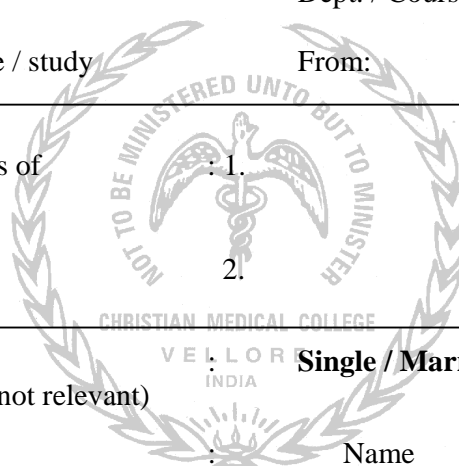 Dept. / Cours
e / study From:
NOT TO BE MINISTERED UNTO BUT TO MINISTER
s of : 1.
2.
CHRISTIAN MEDICAL COLLEGE
VELLORE
INDIA
: Single / Mari
not relevant)
: Name